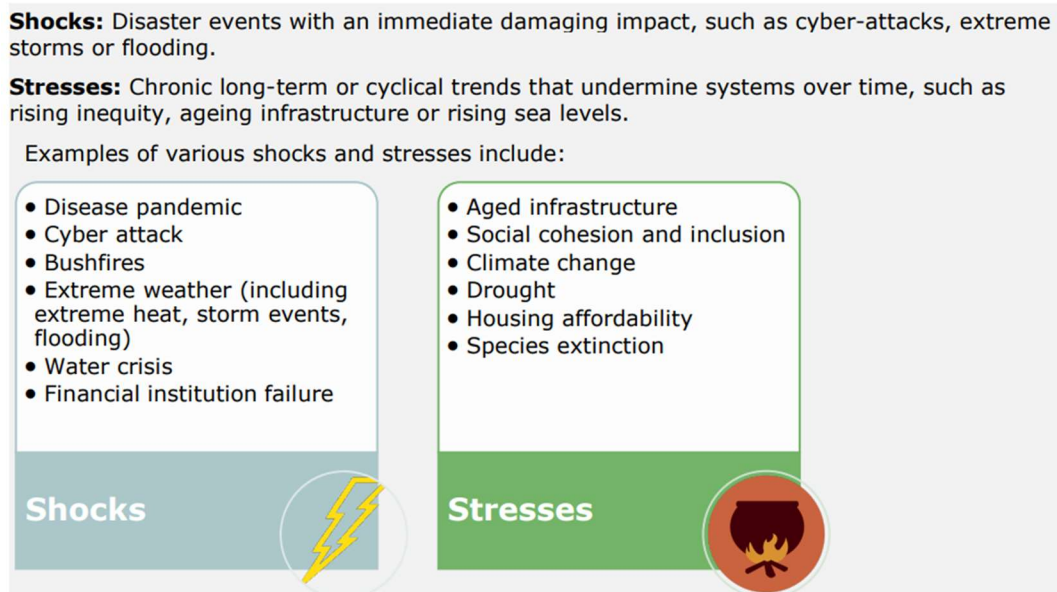 Shocks: Disaster events with an immediate damaging impact, such as cyber-attacks, extreme
storms or flooding.
Stresses: Chronic long-term or cyclical trends that undermine systems over time, such as
rising inequity, ageing infrastructure or rising sea levels.
Examples of various shocks and stresses include:
• Disease pandemic
• Cyber attack
• Bushfires
• Extreme weather (including
extreme heat, storm events,
flooding)
• Water crisis
• Financial institution failure
Shocks
• Aged infrastructure
• Social cohesion and inclusion
• Climate change
• Drought
• Housing affordability
• Species extinction
Stresses